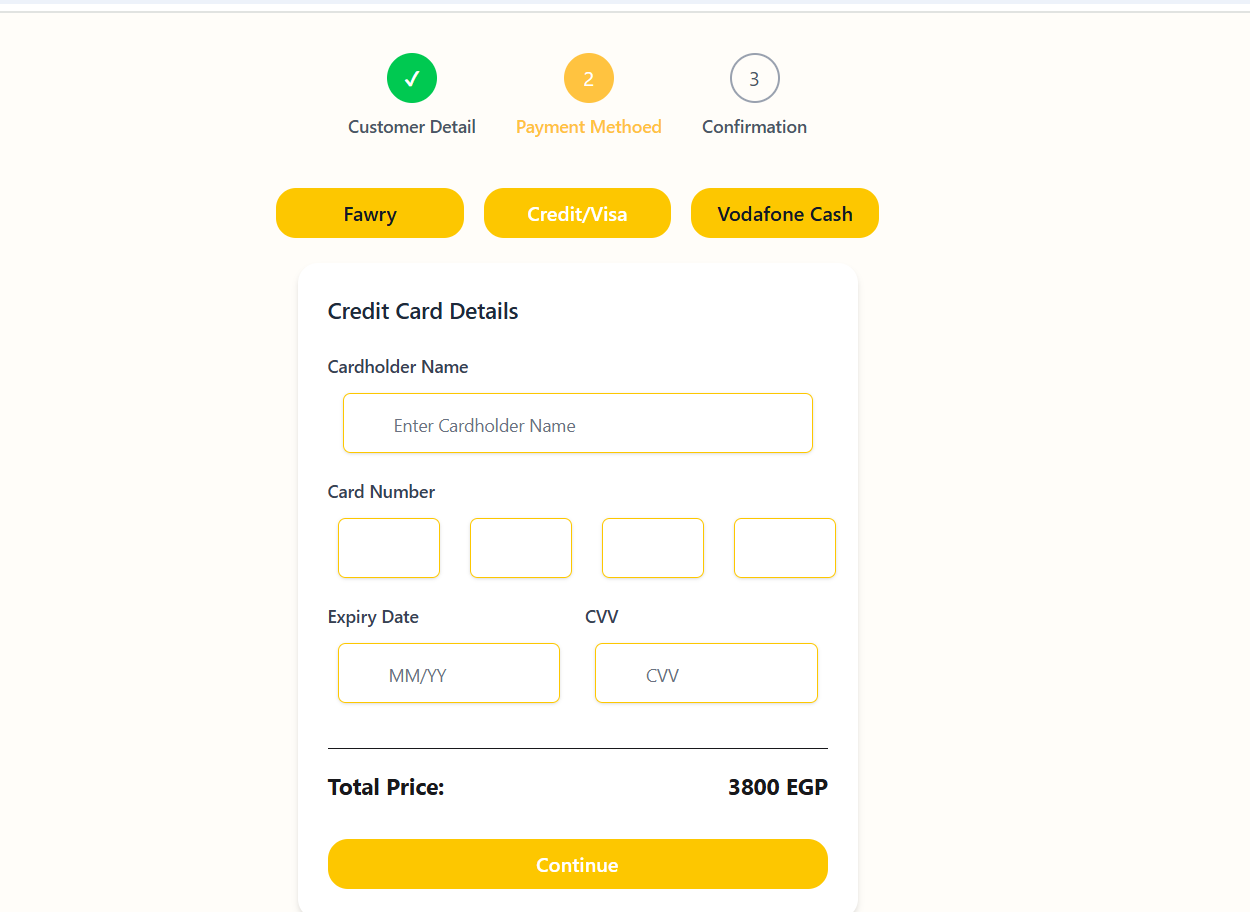 ✓ 2 3
Customer Detail Payment Methoed Confirmation
Fawry Credit/Visa Vodafone Cash
Credit Card Details
Cardholder Name
Enter Cardholder Name
Card Number
Expiry Date CVV
MM/YY CVV
Total Price: 3800 EGP
Continue